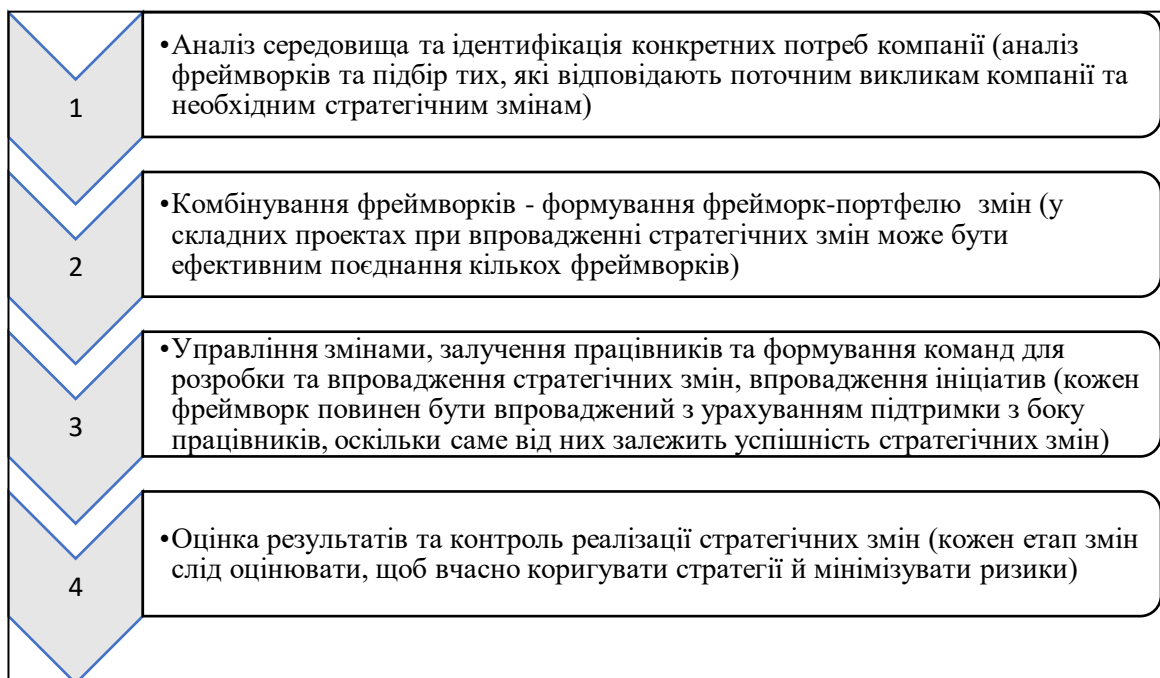 1
•Аналіз середовища та ідентифікація конкретних потреб компанії (аналіз
фреймворків та підбір тих, які відповідають поточним викликам компанії та
необхідним стратегічним змінам)
2
•Комбінування фреймворків - формування фрейморк-портфелю змін (у
складних проектах при впровадженні стратегічних змін може бути
ефективним поєднання кількох фреймворків)
3
•Управління змінами, залучення працівників та формування команд для
розробки та впровадження стратегічних змін, впровадження ініціатив (кожен
фреймворк повинен бути впроваджений з урахуванням підтримки з боку
працівників, оскільки саме від них залежить успішність стратегічних змін)
4
•Оцінка результатів та контроль реалізації стратегічних змін (кожен етап змін
слід оцінювати, щоб вчасно коригувати стратегії й мінімізувати ризики)